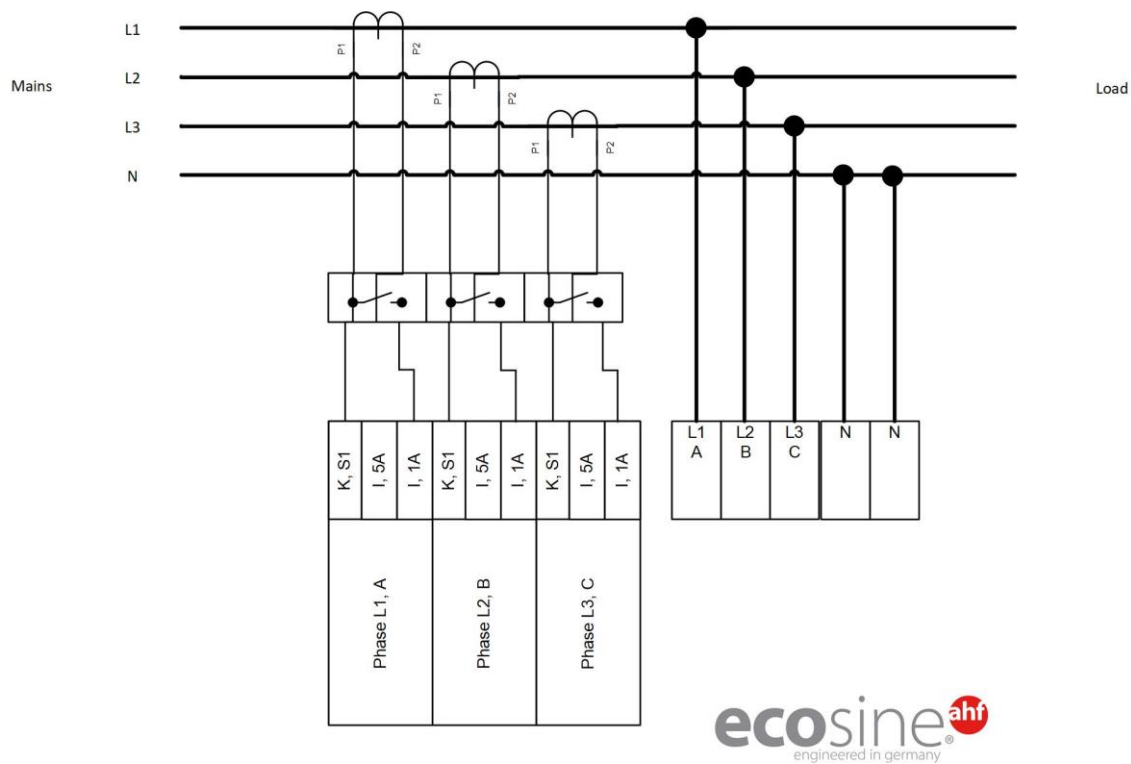 L1
P1
P2
L2
Mains
Load
P1
P2
L3
P1
P2
N
K, S1
I, 5A
I, 1A
K, S1
I, 5A
I, 1A
K, S1
I, 5A
I, 1A
L1
A
L2
B
L3
C
N
N
Phase L1, A
Phase L2, B
Phase L3, C
ecosine®
ahf
engineered in germany